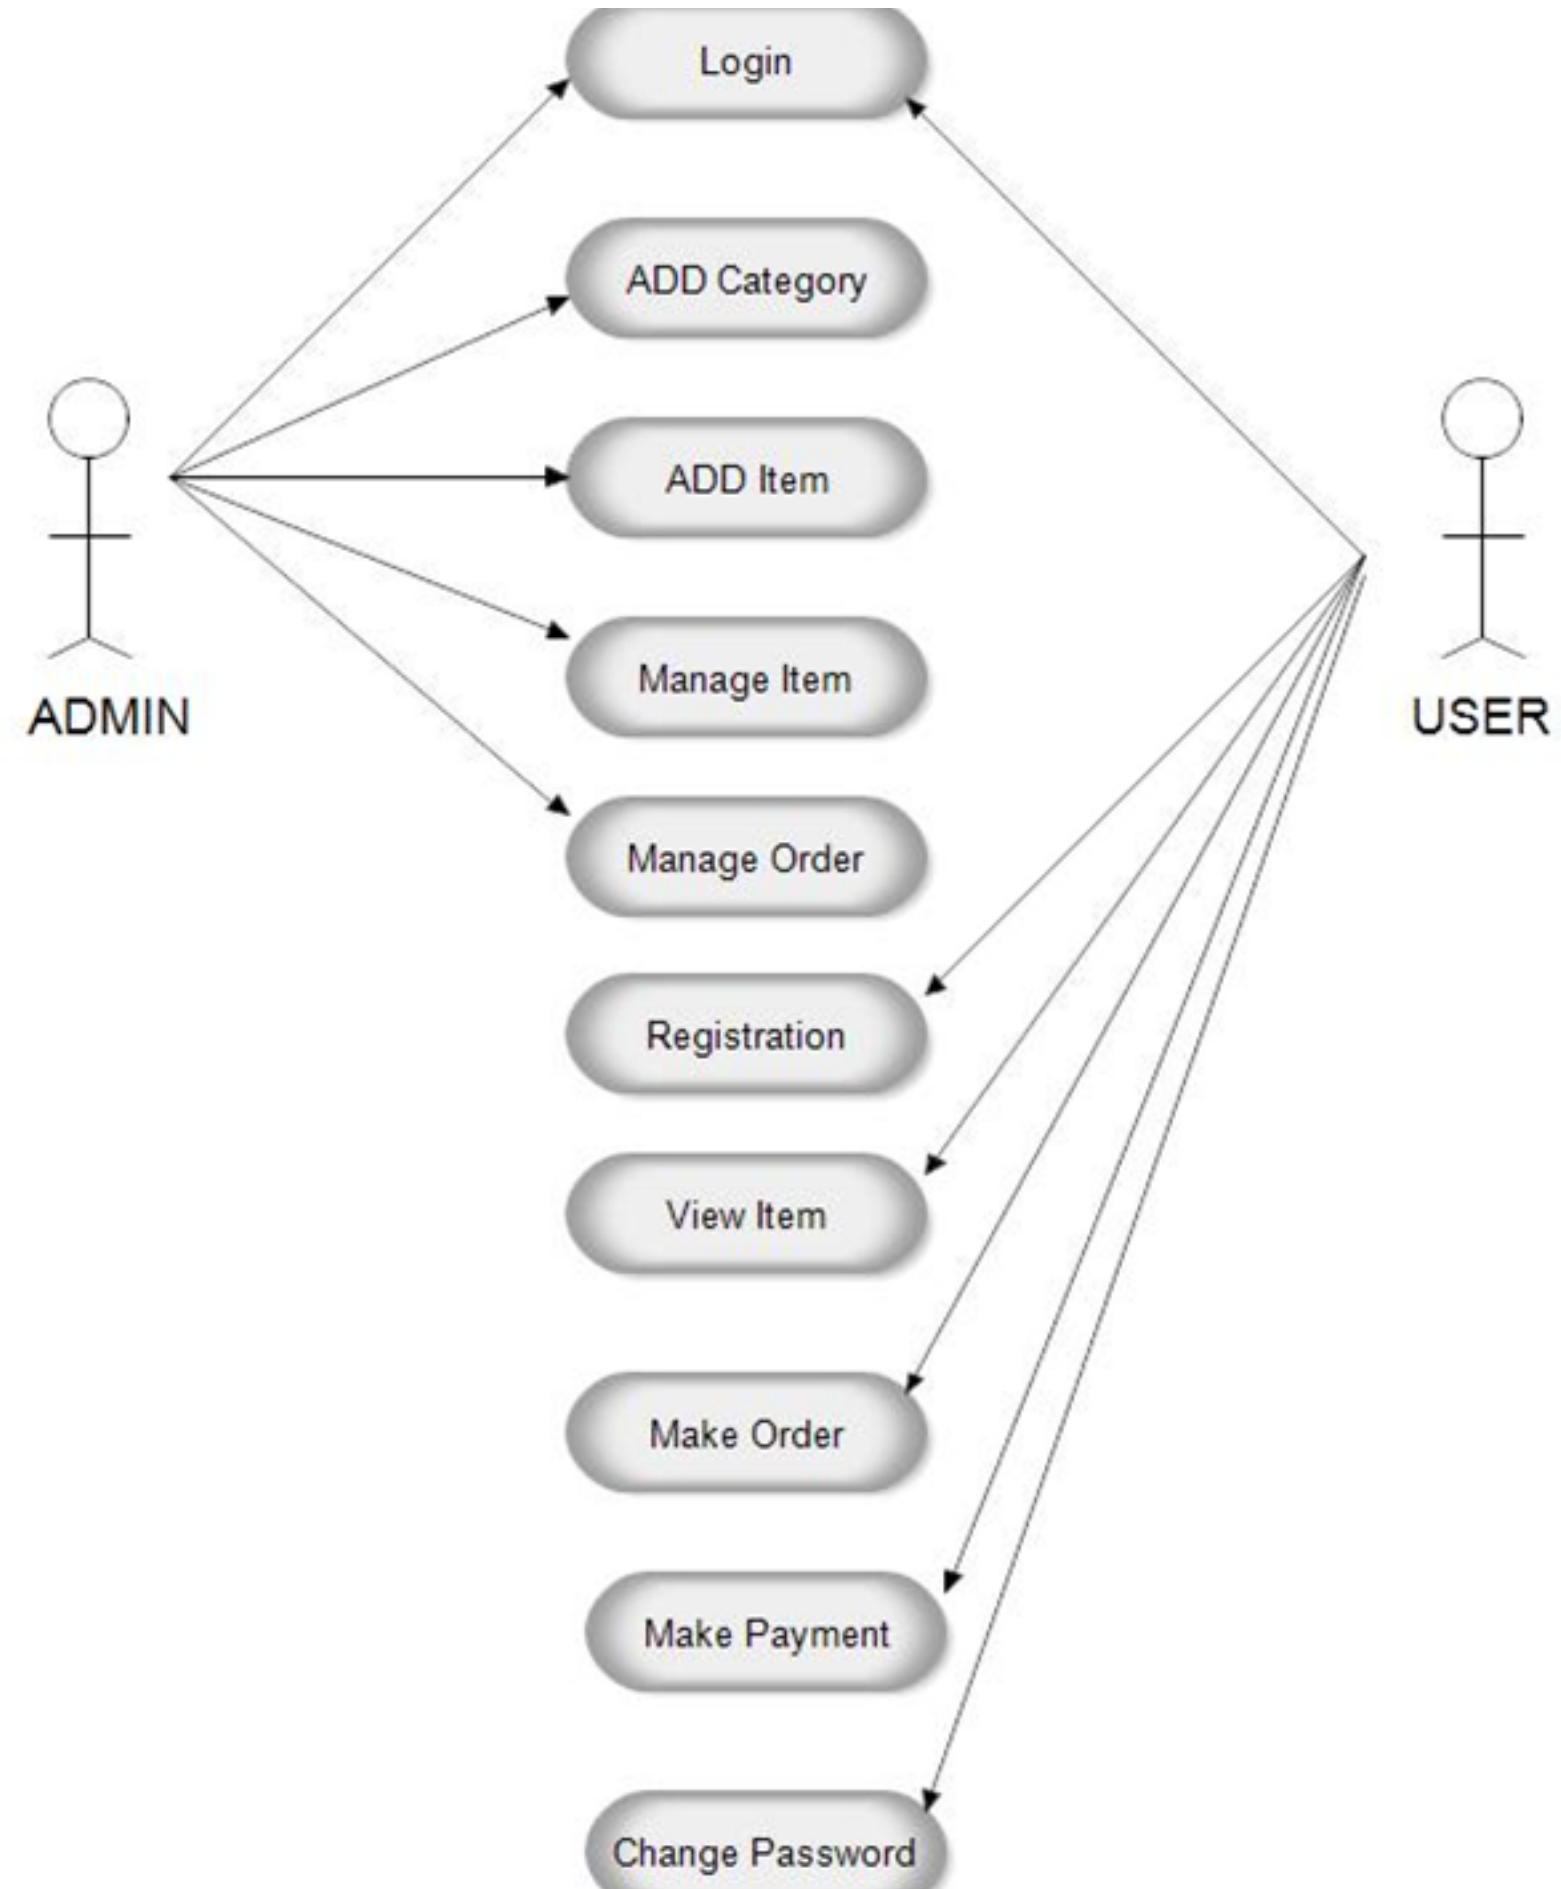 Login
ADD Category
ADD Item
Manage Item
ADMIN
USER
Manage Order
Registration
View Item
Make Order
Make Payment
Change Password